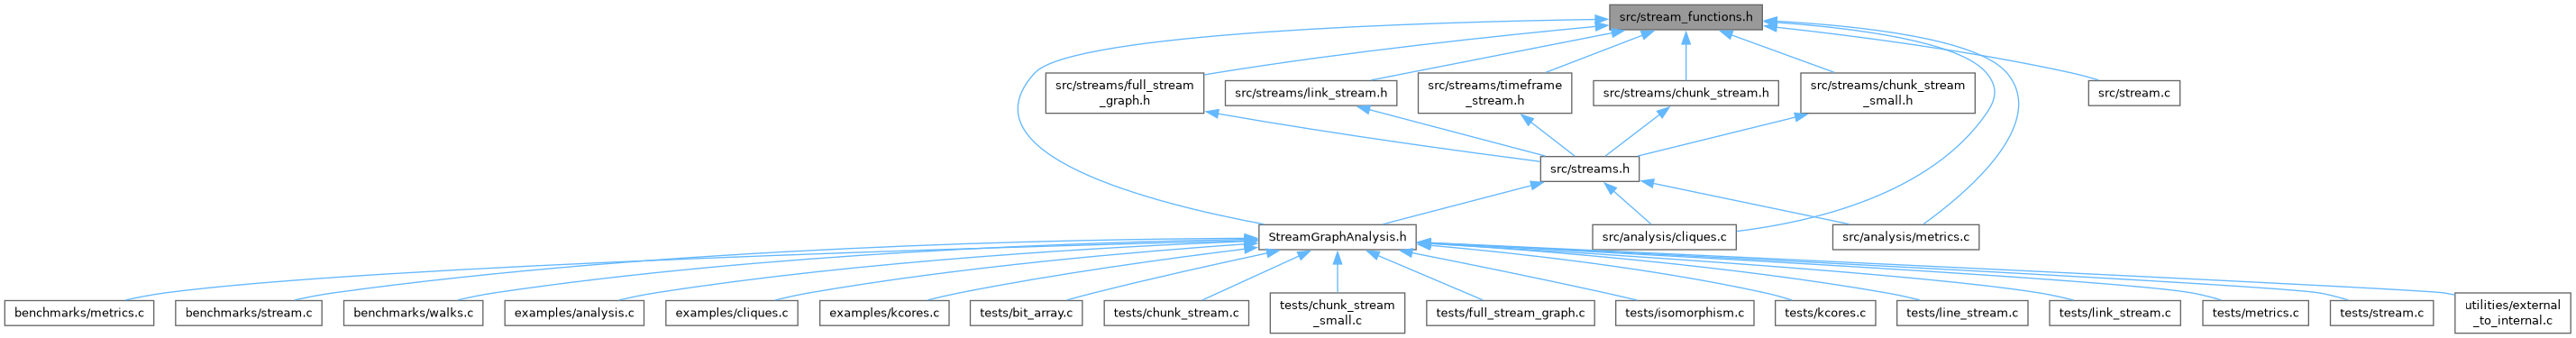 src/stream_functions.h
src/streams/full_stream
_graph.h
src/streams/link_stream.h
src/streams/timeframe
_stream.h
src/streams/chunk_stream.h
src/streams/chunk_stream
_small.h
src/stream.c
src/streams.h
StreamGraphAnalysis.h
src/analysis/cliques.c
src/analysis/metrics.c
benchmarks/metrics.c
benchmarks/stream.c
benchmarks/walks.c
examples/analysis.c
examples/cliques.c
examples/kcores.c
tests/bit_array.c
tests/chunk_stream.c
tests/chunk_stream
_small.c
tests/full_stream_graph.c
tests/isomorphism.c
tests/kcores.c
tests/line_stream.c
tests/link_stream.c
tests/metrics.c
tests/stream.c
utilities/external
_to_internal.c